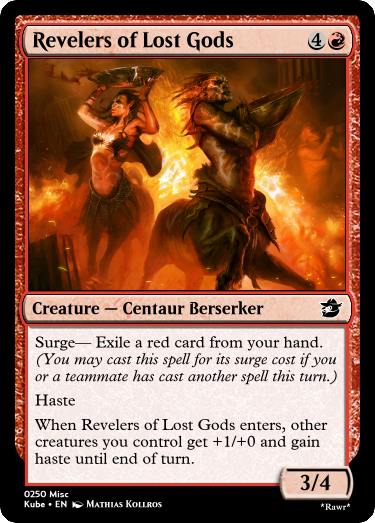 Revelers of Lost Gods 4
Creature — Centaur Berserker
Surge— Exile a red card from your hand.
(You may cast this spell for its surge cost if you
or a teammate has cast another spell this turn.)
Haste
When Revelers of Lost Gods enters, other
creatures you control get +1/+0 and gain
haste until end of turn.
3/4
0250 Misc
Kube • EN Mathias Kollros
*Rawr*